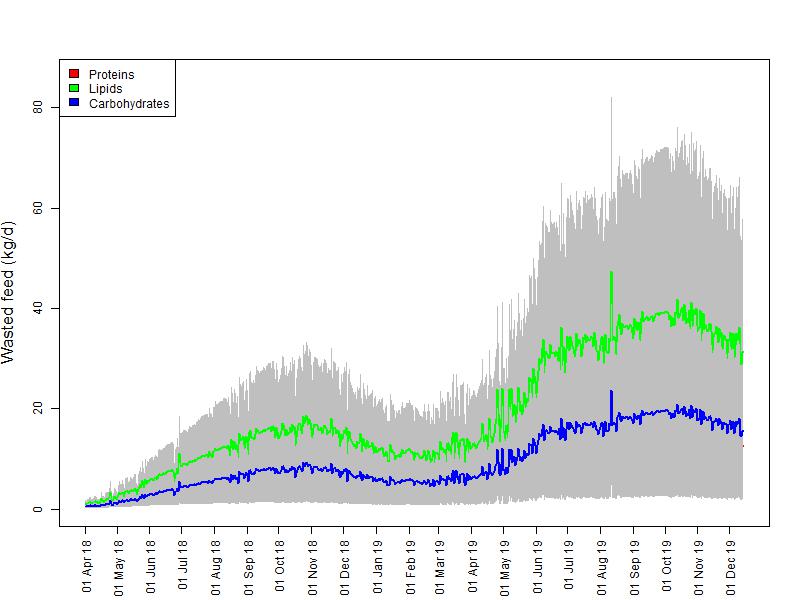 Proteins
Lipids
Carbohydrates
Wasted feed (kg/d)
80
60
40
20
0
01 Apr 18
01 May 18
01 Jun 18
01 Jul 18
01 Aug 18
01 Sep 18
01 Oct 18
01 Nov 18
01 Dec 18
01 Jan 19
01 Feb 19
01 Mar 19
01 Apr 19
01 May 19
01 Jun 19
01 Jul 19
01 Aug 19
01 Sep 19
01 Oct 19
01 Nov 19
01 Dec 19